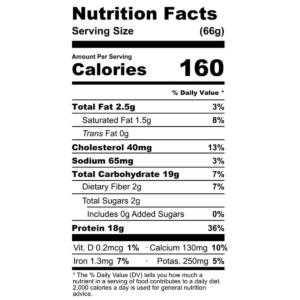 Nutrition Facts
Serving Size (66g)
Amount Per Serving
Calories 160
% Daily Value *
Total Fat 2.5g 3%
Saturated Fat 1.5g 8%
Trans Fat 0g
Cholesterol 40mg 13%
Sodium 65mg 3%
Total Carbohydrate 19g 7%
Dietary Fiber 2g 7%
Total Sugars 2g
Includes 0g Added Sugars 0%
Protein 18g 36%
Vit. D 0.2mcg 1% · Calcium 130mg 10%
Iron 1.3mg 7% · Potas. 250mg 5%
* The % Daily Value (DV) tells you how much a
nutrient in a serving of food contributes to a daily diet.
2,000 calories a day is used for general nutrition
advice.